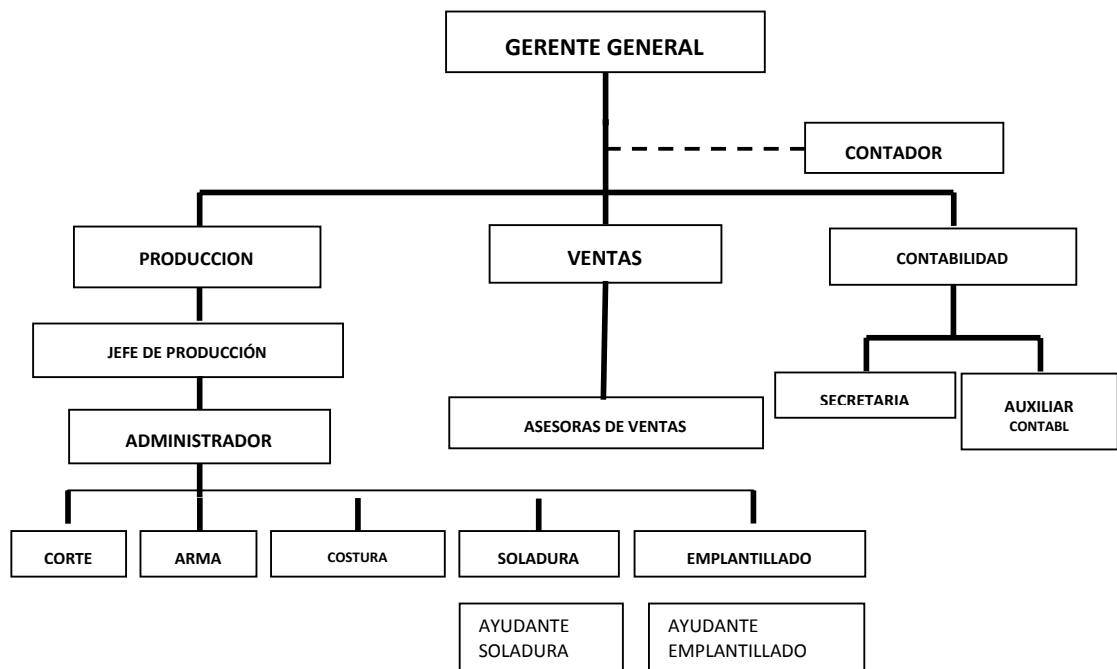 GERENTE GENERAL
CONTADOR
PRODUCCION
VENTAS
CONTABILIDAD
JEFE DE PRODUCCIÓN
SECRETARIA
AUXILIAR
CONTABL
ADMINISTRADOR
ASESORAS DE VENTAS
CORTE
ARMA
COSTURA
SOLADURA
EMPLANTILLADO
AYUDANTE
SOLADURA
AYUDANTE
EMPLANTILLADO